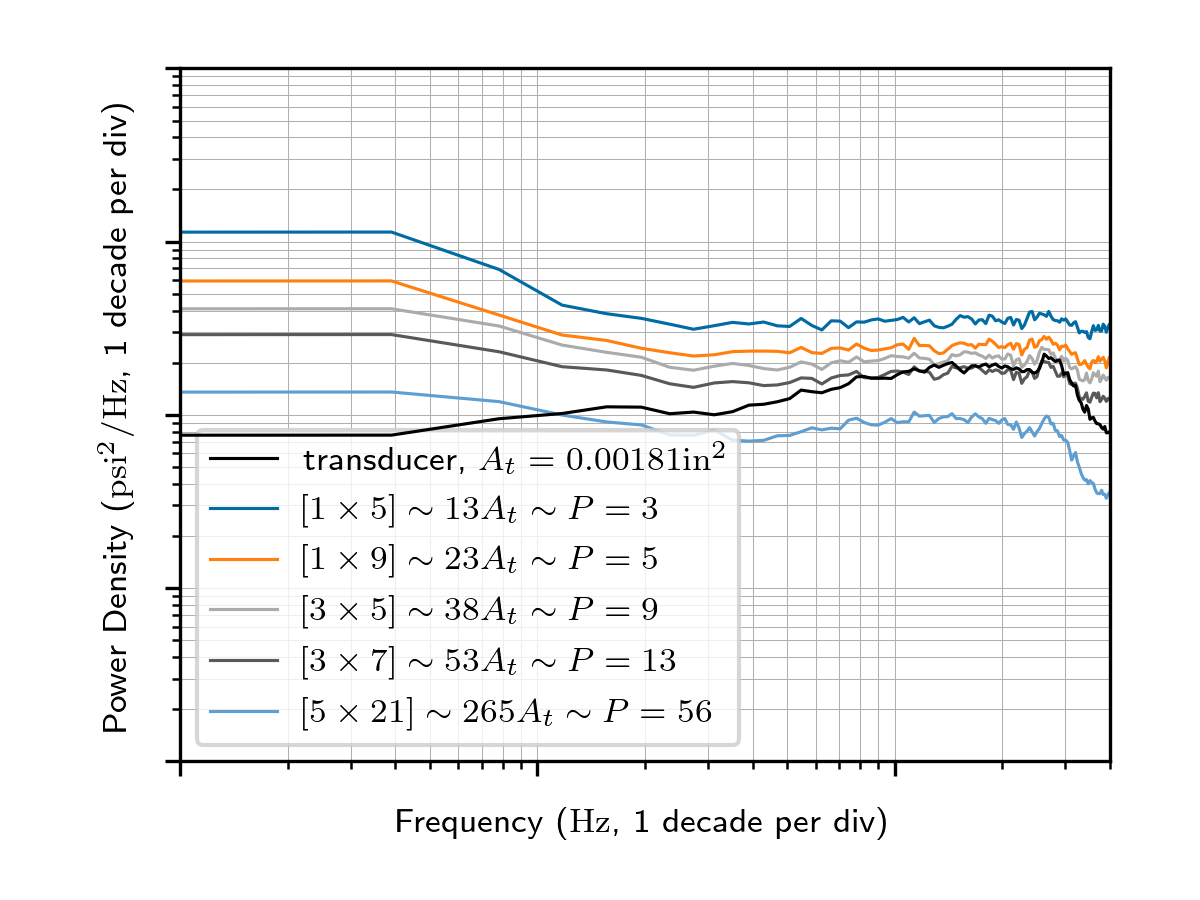 Power Density (psi²/Hz, 1 decade per div)
transducer, Aₜ = 0.00181in²
[1 × 5] ∼ 13Aₜ ∼ P = 3
[1 × 9] ∼ 23Aₜ ∼ P = 5
[3 × 5] ∼ 38Aₜ ∼ P = 9
[3 × 7] ∼ 53Aₜ ∼ P = 13
[5 × 21] ∼ 265Aₜ ∼ P = 56
Frequency (Hz, 1 decade per div)